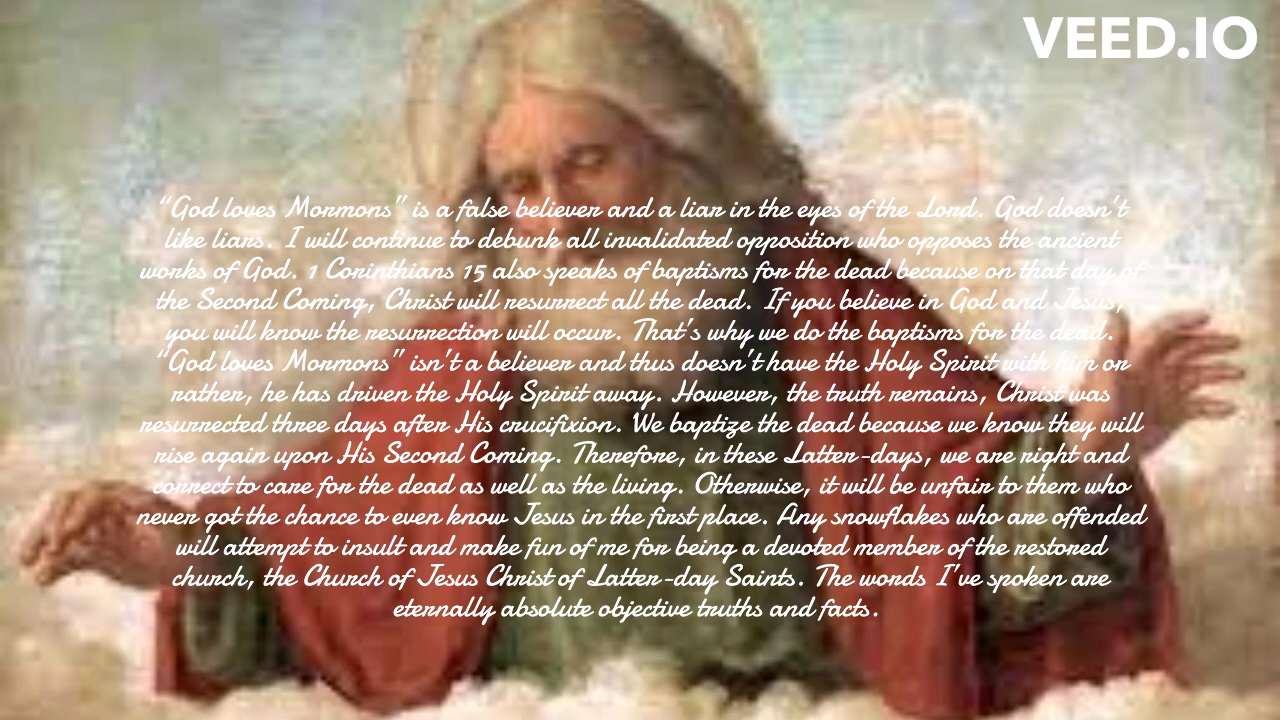 VEED.IO
“God loves Mormons” is a false believer and a liar in the eyes of the Lord. God doesn’t
like liars. I will continue to debunk all invalidated opposition who opposes the ancient
works of God. 1 Corinthians 15 also speaks of baptisms for the dead because on that day of
the Second Coming, Christ will resurrect all the dead. If you believe in God and Jesus,
you will know the resurrection will occur. That’s why we do the baptisms for the dead.
“God loves Mormons” isn’t a believer and thus doesn’t have the Holy Spirit with him or
rather, he has driven the Holy Spirit away. However, the truth remains, Christ was
resurrected three days after His crucifixion. We baptize the dead because we know they will
rise again upon His Second Coming. Therefore, in these Latter-days, we are right and
correct to care for the dead as well as the living. Otherwise, it will be unfair to them who
never got the chance to even know Jesus in the first place. Any snowflakes who are offended
will attempt to insult and make fun of me for being a devoted member of the restored
church, the Church of Jesus Christ of Latter-day Saints. The words I’ve spoken are
eternally absolute objective truths and facts.